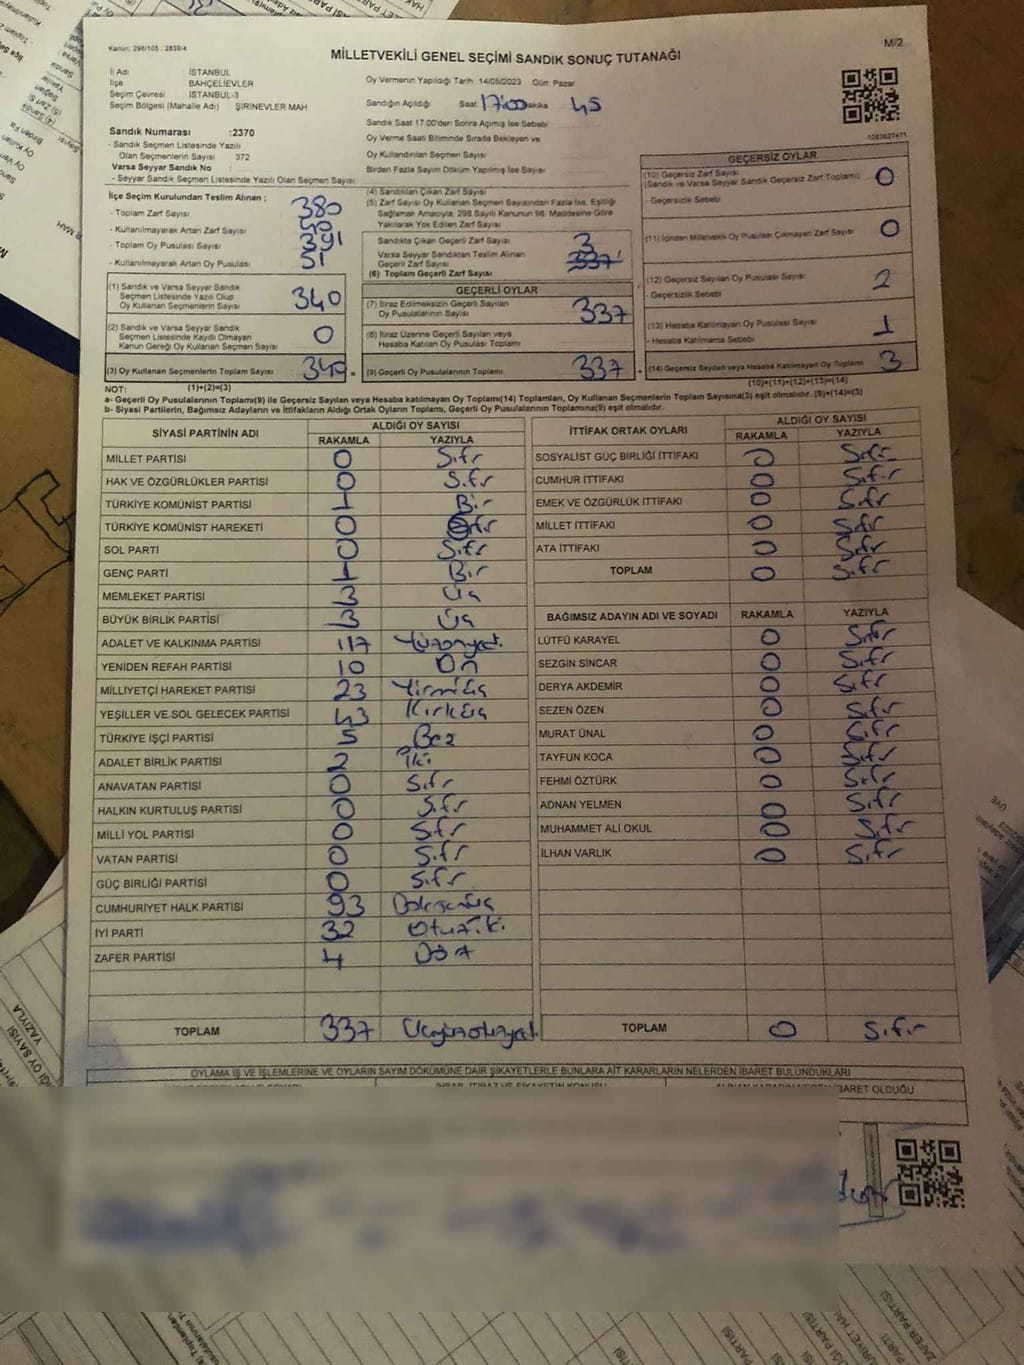 Kanun: 298/105 , 2839/4
M/2
MİLLETVEKİLİ GENEL SEÇİMİ SANDIK SONUÇ TUTANAĞI
İl Adı İSTANBUL
İlçe BAHÇELİEVLER
Seçim Çevresi İSTANBUL-3
Seçim Bölgesi (Mahalle Adı) ŞİRİNEVLER MAH
Oy Vermenin Yapıldığı Tarih 14/05/2023 Gün: Pazar
Sandığın Açıldığı Saat 17:00 Dakika 45
Sandık Saat 17.00'den Sonra Açılmış İse Sebebi
Oy Verme Saati Bitiminde Sırada Bekleyen ve
Oy Kullandırılan Seçmen Sayısı
Birden Fazla Sayım Döküm Yapılmış İse Sayısı
Sandık Numarası :2370
- Sandık Seçmen Listesinde Yazılı
Olan Seçmenlerin Sayısı 372
Varsa Seyyar Sandık No :
- Seyyar Sandık Seçmen Listesinde Yazılı Olan Seçmen Sayısı
İlçe Seçim Kurulundan Teslim Alınan ;
- Toplam Zarf Sayısı 380
- Kullanılmayarak Artan Zarf Sayısı 40
- Toplam Oy Pusulası Sayısı 391
- Kullanılmayarak Artan Oy Pusulası 51
(1) Sandık ve Varsa Seyyar Sandık
Seçmen Listesinde Yazılı Olup
Oy Kullanan Seçmenlerin Sayısı 340
(2) Sandık ve Varsa Seyyar Sandık
Seçmen Listesinde Kaydı Olmayan
Kanun Gereği Oy Kullanan Seçmen Sayısı 0
(3) Oy Kullanan Seçmenlerin Toplam Sayısı 340 =
(4) Sandıktan Çıkan Zarf Sayısı
(5) Zarf Sayısı Oy Kullanan Seçmen Sayısından Fazla İse, Eşitliği
Sağlamak Amacıyla, 298 Sayılı Kanunun 98. Maddesine Göre
Yakılarak Yok Edilen Zarf Sayısı
Sandıkta Çıkan Geçerli Zarf Sayısı 3
Varsa Seyyar Sandıktan Teslim Alınan
Geçerli Zarf Sayısı 337
(6) Toplam Geçerli Zarf Sayısı
GEÇERLİ OYLAR
(7) İtiraz Edilmeksizin Geçerli Sayılan
Oy Pusulalarının Sayısı 337
(8) İtiraz Üzerine Geçerli Sayılan veya
Hesaba Katılan Oy Pusulası Toplamı
(9) Geçerli Oy Pusulalarının Toplamı 337 +
1083627471
GEÇERSİZ OYLAR
(10) Geçersiz Zarf Sayısı
(Sandık ve Varsa Seyyar Sandık Geçersiz Zarf Toplamı) 0
- Geçersizlik Sebebi
(11) İçinden Milletvekili Oy Pusulası Çıkmayan Zarf Sayısı 0
(12) Geçersiz Sayılan Oy Pusulası Sayısı 2
- Geçersizlik Sebebi
(13) Hesaba Katılmayan Oy Pusulası Sayısı 1
- Hesaba Katılmama Sebebi
(14) Geçersiz Sayılan veya Hesaba Katılmayan Oy Toplamı 3
NOT: (1)+(2)=(3) (10)+(11)+(12)+(13)=(14)
a- Geçerli Oy Pusulalarının Toplamı(9) ile Geçersiz Sayılan veya Hesaba katılmayan Oy Toplamı(14) Toplamları, Oy Kullanan Seçmenlerin Toplam Sayısına(3) eşit olmalıdır. (9)+(14)=(3)
b- Siyasi Partilerin, Bağımsız Adayların ve İttifakların Aldığı Ortak Oyların Toplamı, Geçerli Oy Pusulalarının Toplamına(9) eşit olmalıdır.
SİYASİ PARTİNİN ADI ALDIĞI OY SAYISI
RAKAMLA YAZIYLA
MİLLET PARTİSİ 0 Sıfır
HAK VE ÖZGÜRLÜKLER PARTİSİ 0 Sıfır
TÜRKİYE KOMÜNİST PARTİSİ 1 Bir
TÜRKİYE KOMÜNİST HAREKETİ 0 Sıfır
SOL PARTİ 0 Sıfır
GENÇ PARTİ 1 Bir
MEMLEKET PARTİSİ 3 Üç
BÜYÜK BİRLİK PARTİSİ 3 Üç
ADALET VE KALKINMA PARTİSİ 117 Yüzonyedi
YENİDEN REFAH PARTİSİ 10 On
MİLLİYETÇİ HAREKET PARTİSİ 23 Yirmiüç
YEŞİLLER VE SOL GELECEK PARTİSİ 43 Kırküç
TÜRKİYE İŞÇİ PARTİSİ 5 Beş
ADALET BİRLİK PARTİSİ 2 İki
ANAVATAN PARTİSİ 0 Sıfır
HALKIN KURTULUŞ PARTİSİ 0 Sıfır
MİLLİ YOL PARTİSİ 0 Sıfır
VATAN PARTİSİ 0 Sıfır
GÜÇ BİRLİĞİ PARTİSİ 0 Sıfır
CUMHURİYET HALK PARTİSİ 93 Doksanüç
İYİ PARTİ 32 Otuziki
ZAFER PARTİSİ 4 Dört
TOPLAM 337 Üçyüzotuzyedi
İTTİFAK ORTAK OYLARI ALDIĞI OY SAYISI
RAKAMLA YAZIYLA
SOSYALİST GÜÇ BİRLİĞİ İTTİFAKI 0 Sıfır
CUMHUR İTTİFAKI 0 Sıfır
EMEK VE ÖZGÜRLÜK İTTİFAKI 0 Sıfır
MİLLET İTTİFAKI 0 Sıfır
ATA İTTİFAKI 0 Sıfır
TOPLAM 0 Sıfır
BAĞIMSIZ ADAYIN ADI VE SOYADI RAKAMLA YAZIYLA
LÜTFÜ KARAYEL 0 Sıfır
SEZGİN SİNCAR 0 Sıfır
DERYA AKDEMİR 0 Sıfır
SEZEN ÖZEN 0 Sıfır
MURAT ÜNAL 0 Sıfır
TAYFUN KOCA 0 Sıfır
FEHMİ ÖZTÜRK 0 Sıfır
ADNAN YELMEN 0 Sıfır
MUHAMMET ALİ OKUL 0 Sıfır
İLHAN VARLIK 0 Sıfır
TOPLAM 0 Sıfır
OYLAMA İŞ VE İŞLEMLERİNE VE OYLARIN SAYIM DÖKÜMÜNE DAİR ŞİKAYETLERLE BUNLARA AİT KARARLARIN NELERDEN İBARET BULUNDUKLARI
İBARET OLDUĞU